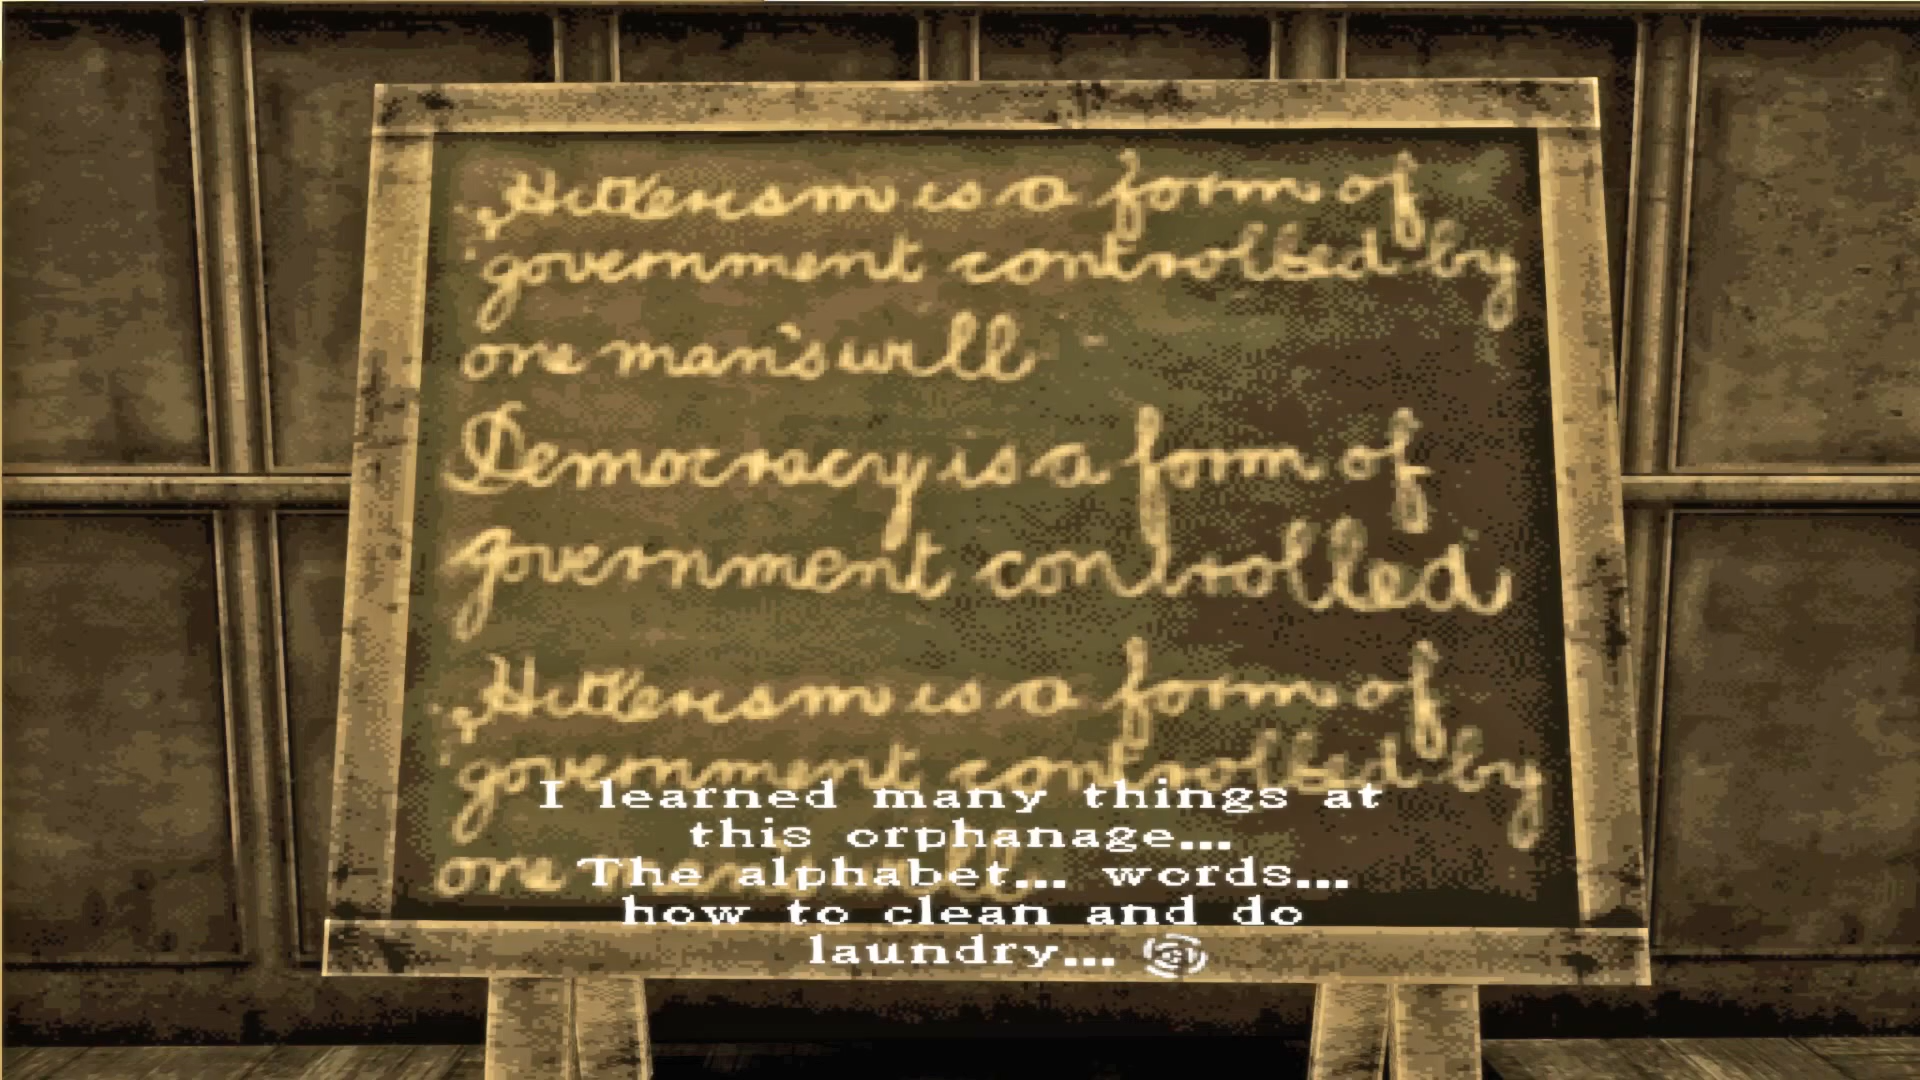 Hitlerism is a form of
government controlled by
one man's will
Democracy is a form of
government controlled
Hitlerism is a form of
government controlled by
one man's will
I learned many things at
this orphanage...
The alphabet... words...
how to clean and do
laundry...